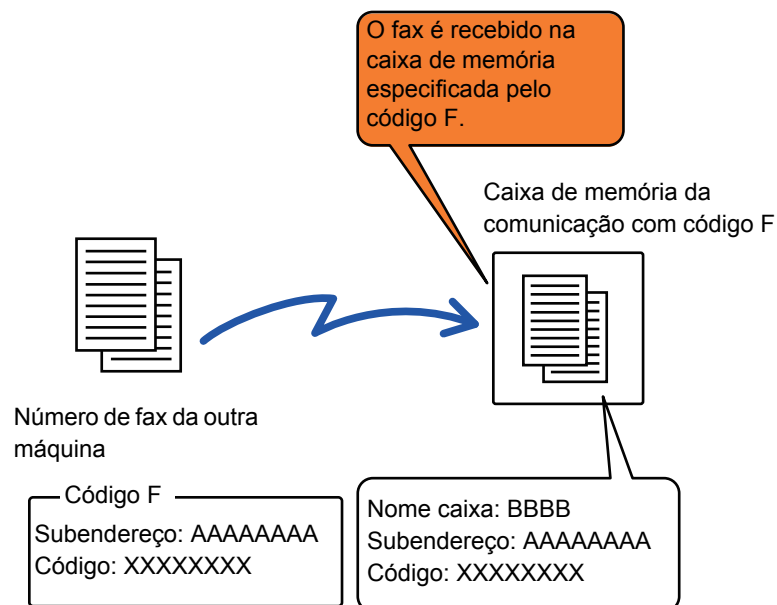 O fax é recebido na
caixa de memória
especificada pelo
código F.
Caixa de memória da
comunicação com código F
Número de fax da outra
máquina
Código F
Subendereço: AAAAAAAA
Código: XXXXXXXX
Nome caixa: BBBB
Subendereço: AAAAAAAA
Código: XXXXXXXX